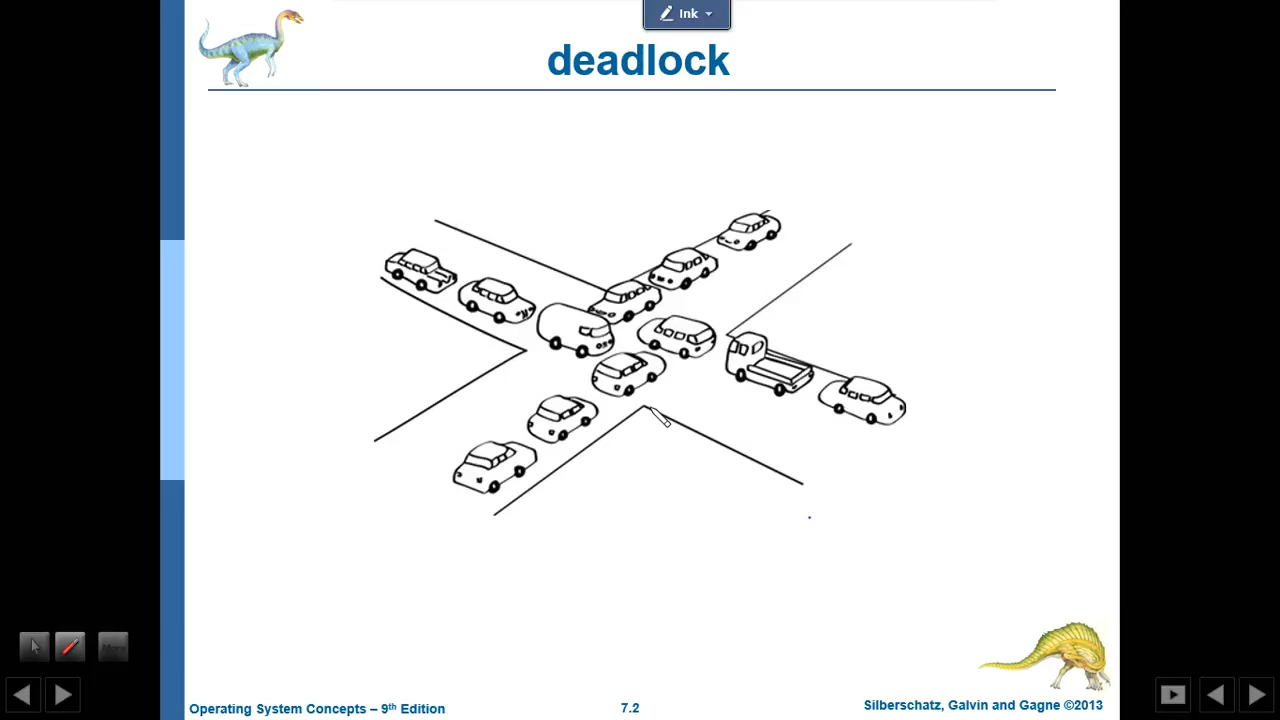 Ink
deadlock
Operating System Concepts – 9th Edition
7.2
Silberschatz, Galvin and Gagne ©2013